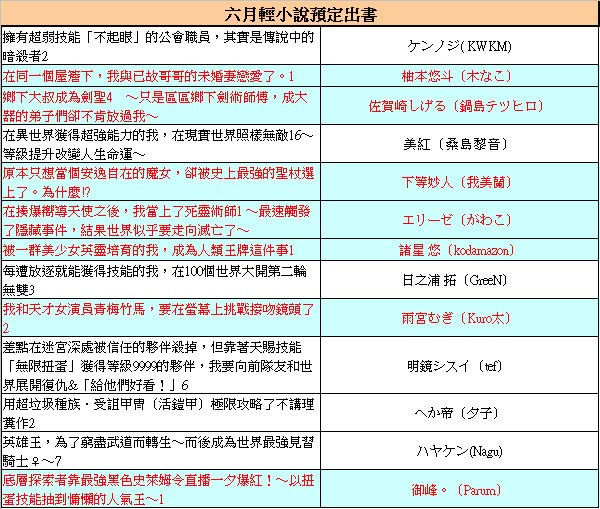 六月輕小說預定出書
擁有超弱技能「不起眼」的公會職員，其實是傳說中的
暗殺者2
ケンノジ( KWKM)
在同一個屋簷下，我與已故哥哥的未婚妻戀愛了。1
柚本悠斗（木なこ）
鄉下大叔成為劍聖4　～只是區區鄉下劍術師傅，成大
器的弟子們卻不肯放過我～
佐賀崎しげる（鍋島テツヒロ）
在異世界獲得超強能力的我，在現實世界照樣無敵16～
等級提升改變人生命運～
美紅（桑島黎音）
原本只想當個安逸自在的魔女，卻被史上最強的聖杖選
上了。為什麼!?
下等妙人（我美蘭）
在揍爆嚮導天使之後，我當上了死靈術師1～最速觸發
了隱藏事件，結果世界似乎要走向滅亡了～
エリーゼ（がわこ）
被一群美少女英靈培育的我，成為人類王牌這件事1
諸星 悠（kodamazon）
每遭放逐就能獲得技能的我，在100個世界大開第二輪
無雙3
日之浦 拓（GreeN）
我和天才女演員青梅竹馬，要在螢幕上挑戰接吻鏡頭了
2
雨宮むぎ（Kuro太）
差點在迷宮深處被信任的夥伴殺掉，但靠著天賜技能
「無限扭蛋」獲得等級9999的夥伴，我要向前隊友和世
界展開復仇&「給他們好看！」6
明鏡シスイ（tef）
用超垃圾種族．受詛甲冑（活鎧甲）極限攻略了不講理
糞作2
へか帝（夕子）
英雄王，為了窮盡武道而轉生～而後成為世界最強見習
騎士♀～7
ハヤケン(Nagu)
底層探索者靠最強黑色史萊姆令直播一夕爆紅！～以扭
蛋技能抽到慵懶的人氣王～1
御峰。（Parum）